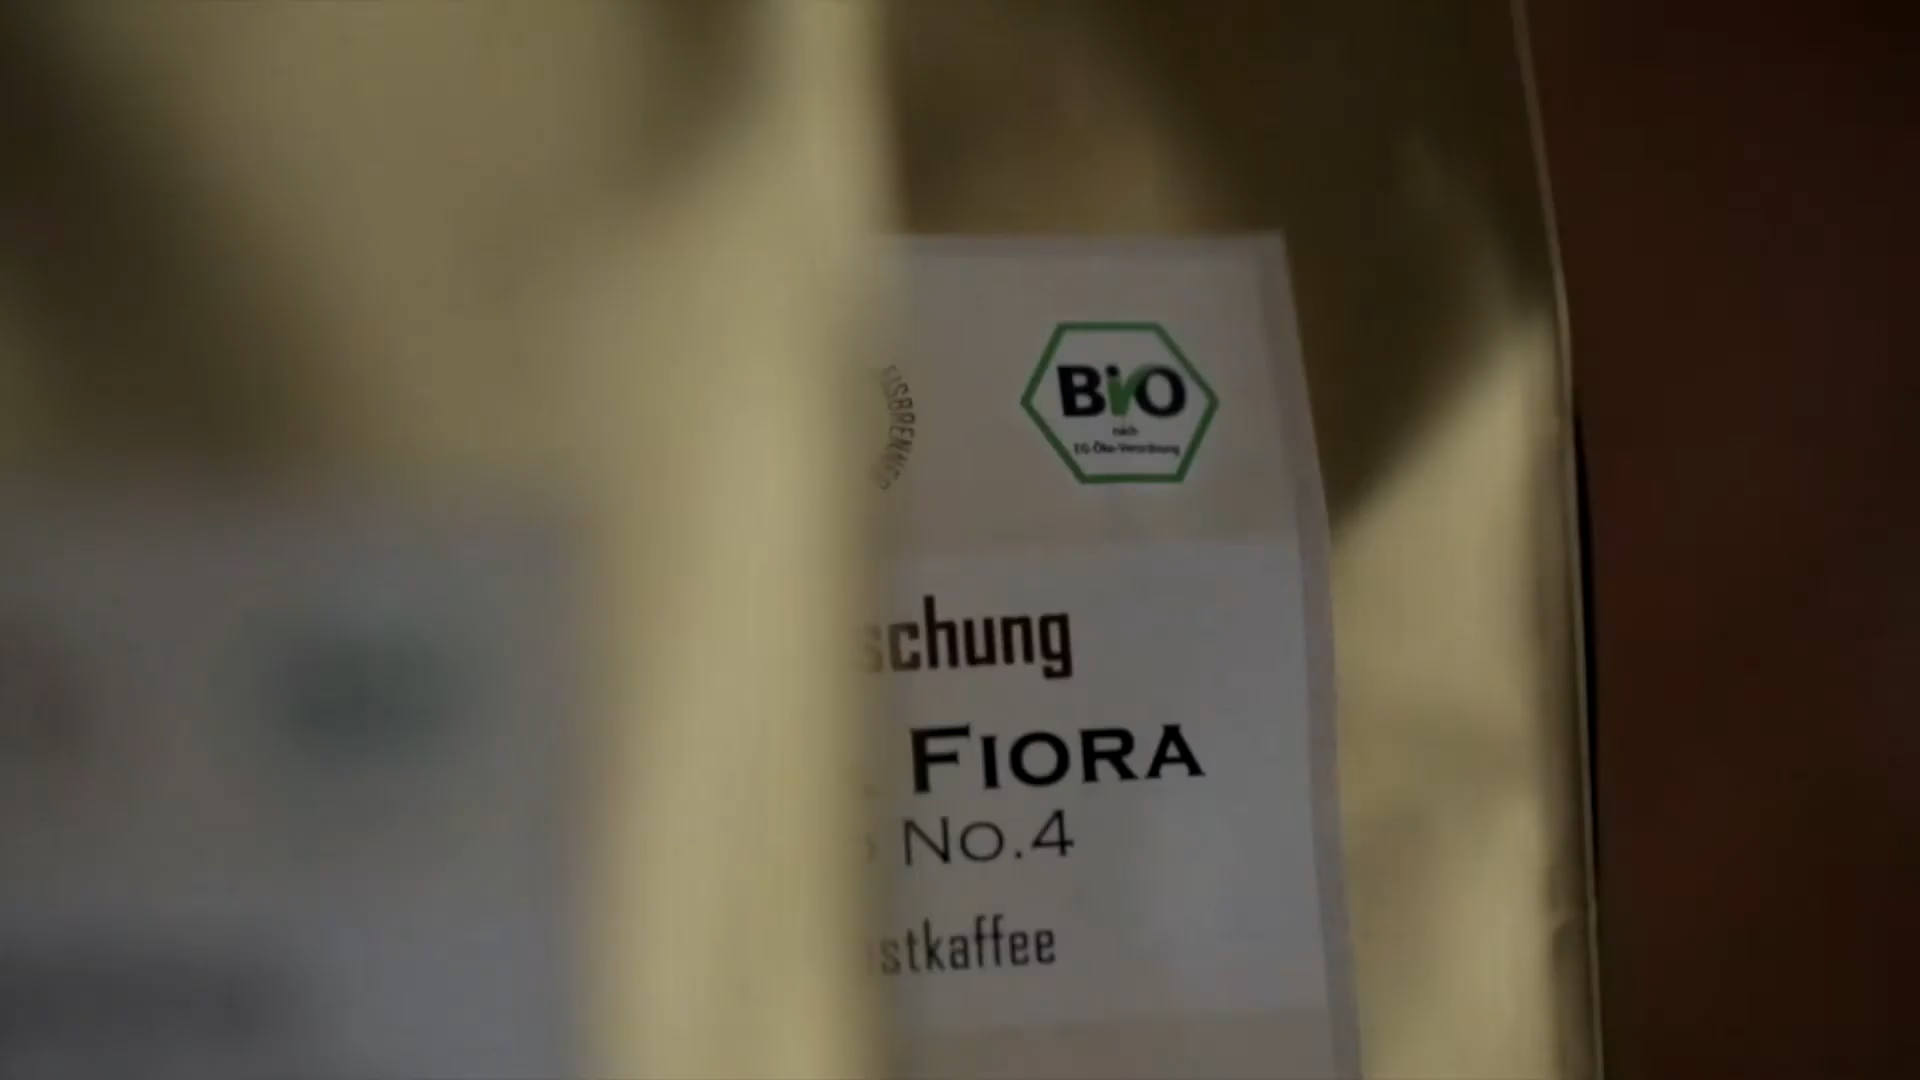 BiO
nach
EG-Öko-Verordnung
schung
FIORA
No.4
stkaffee